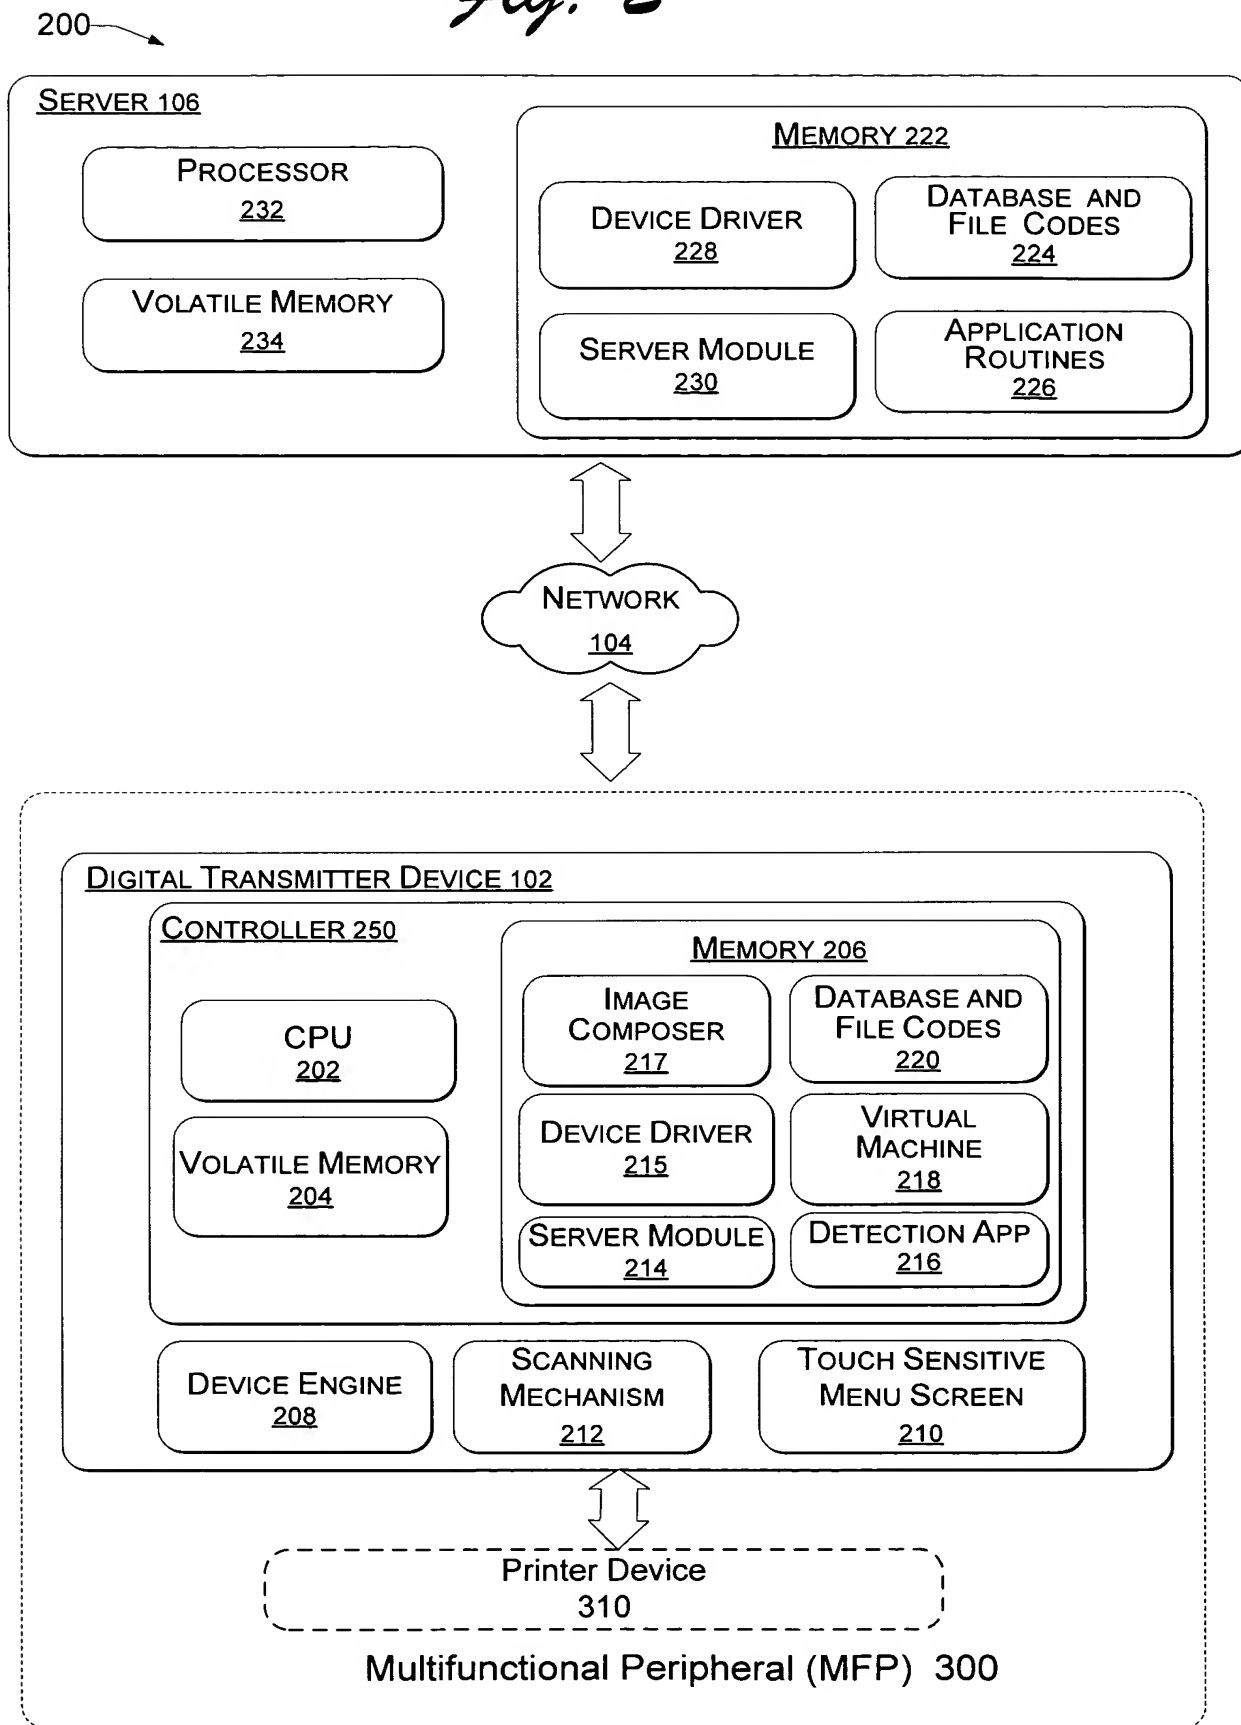 Fig. 2
200
SERVER 106
PROCESSOR
232
VOLATILE MEMORY
234
MEMORY 222
DEVICE DRIVER
228
DATABASE AND
FILE CODES
224
SERVER MODULE
230
APPLICATION
ROUTINES
226
NETWORK
104
DIGITAL TRANSMITTER DEVICE 102
CONTROLLER 250
CPU
202
VOLATILE MEMORY
204
MEMORY 206
IMAGE
COMPOSER
217
DATABASE AND
FILE CODES
220
DEVICE DRIVER
215
VIRTUAL
MACHINE
218
SERVER MODULE
214
DETECTION APP
216
DEVICE ENGINE
208
SCANNING
MECHANISM
212
TOUCH SENSITIVE
MENU SCREEN
210
Printer Device
310
Multifunctional Peripheral (MFP) 300